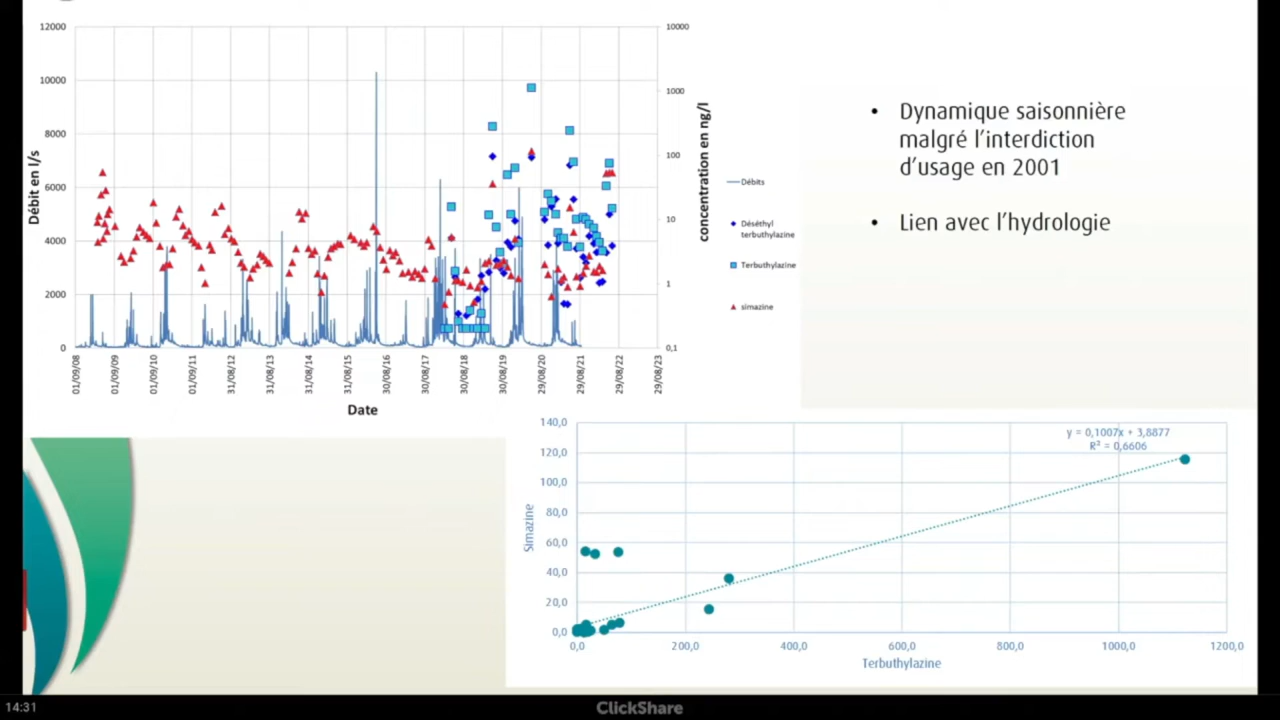 12000
10000
8000
6000
4000
2000
0
Débit en l/s
10000
1000
100
10
1
0,1
concentration en ng/l
01/09/08
01/09/09
01/09/10
01/09/11
31/08/12
31/08/13
31/08/14
31/08/15
30/08/16
30/08/17
30/08/18
30/08/19
29/08/20
29/08/21
29/08/22
29/08/23
Date
Débits
Déséthyl
terbuthylazine
Terbuthylazine
simazine
• Dynamique saisonnière
malgré l'interdiction
d'usage en 2001
• Lien avec l'hydrologie
140,0
120,0
100,0
80,0
60,0
40,0
20,0
0,0
Simazine
y = 0,1007x + 3,8877
R² = 0,6606
0,0
200,0
400,0
600,0
800,0
1000,0
1200,0
Terbuthylazine
14:31
ClickShare